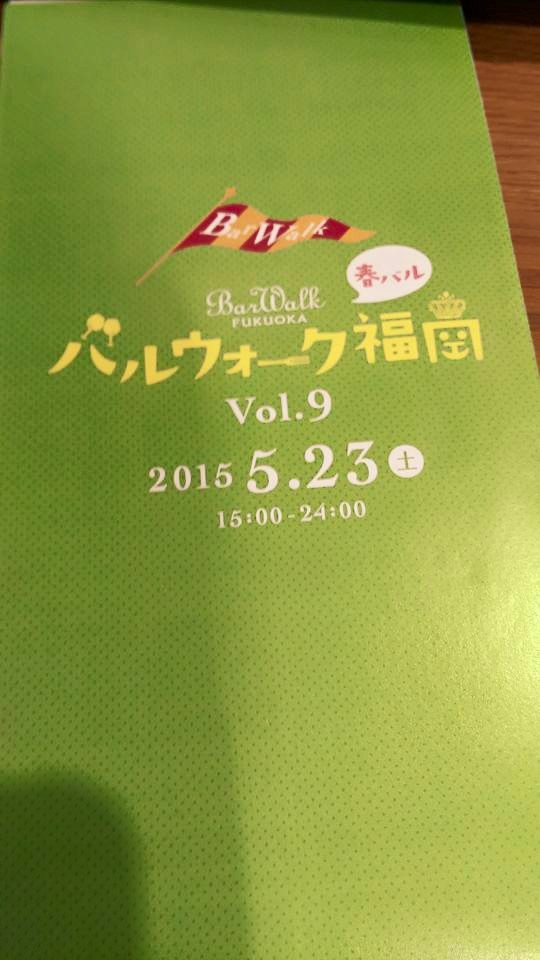 BarWalk
春バル
BarWalk
FUKUOKA
バルウォーク福岡
Vol.9
2015 5.23 土
15:00-24:00